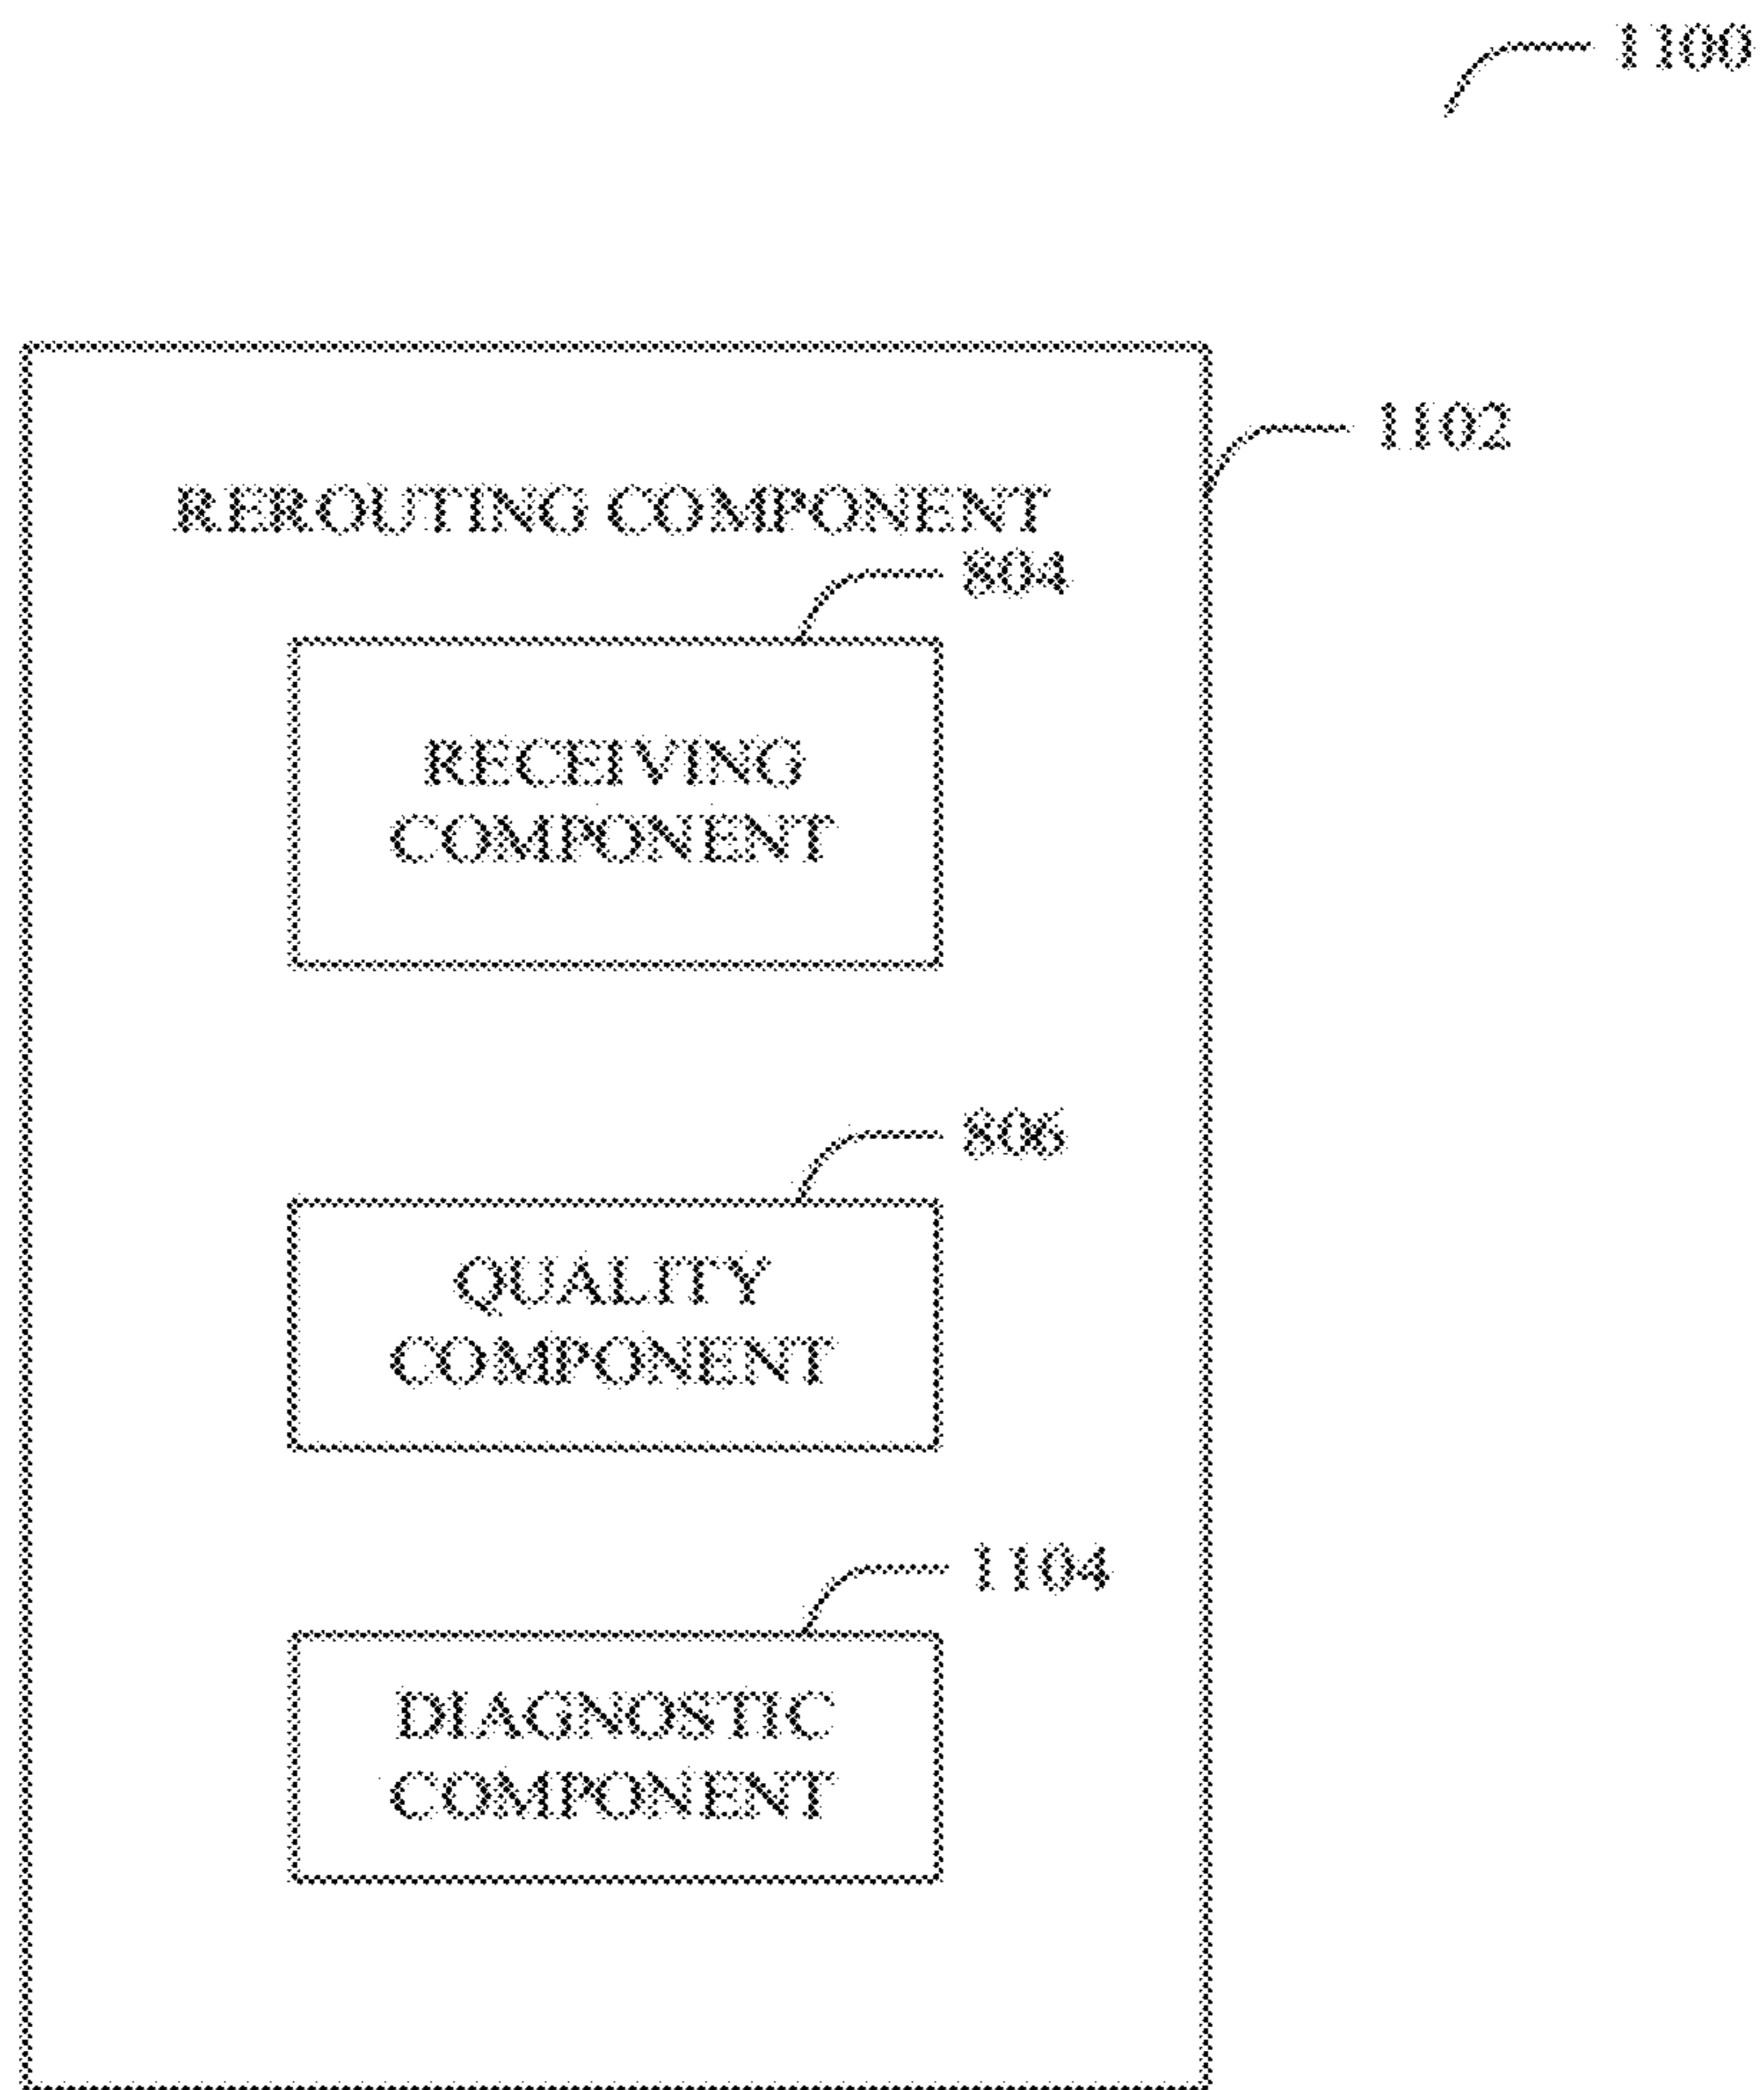 1100
1102
REROUTING COMPONENT
804
RECEIVING
COMPONENT
806
QUALITY
COMPONENT
1104
DIAGNOSTIC
COMPONENT